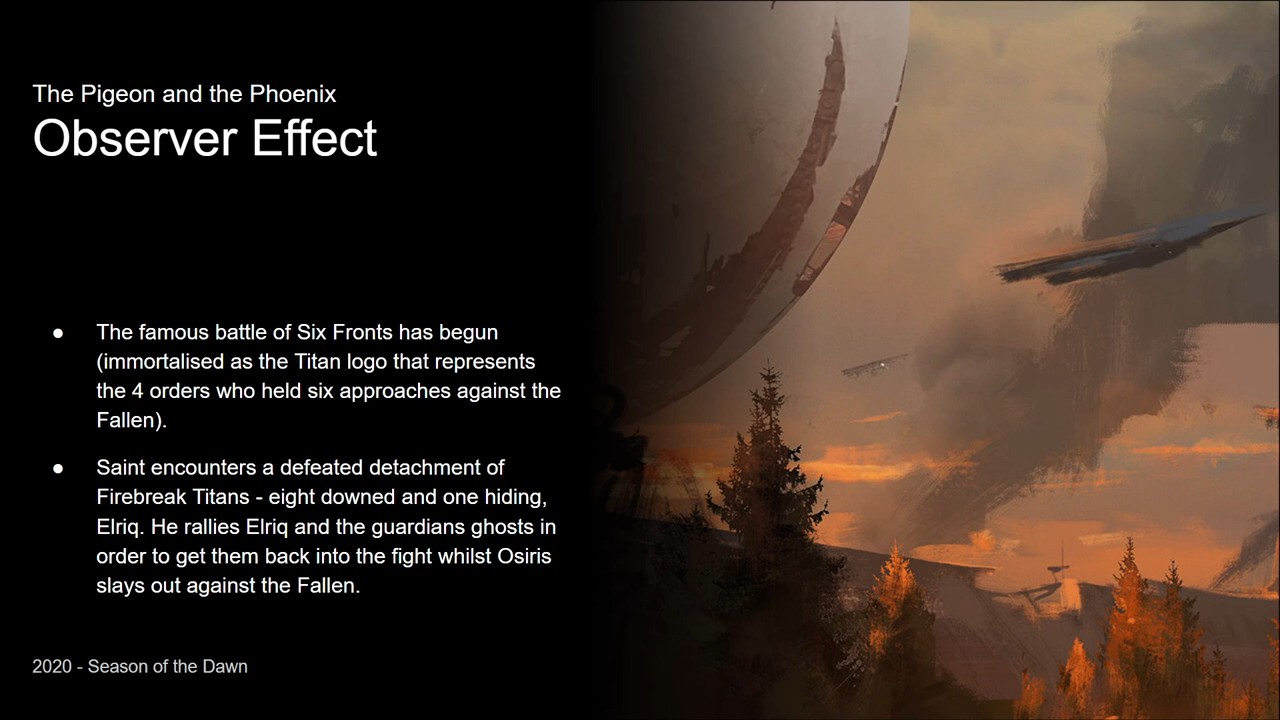 The Pigeon and the Phoenix
Observer Effect
● The famous battle of Six Fronts has begun
(immortalised as the Titan logo that represents
the 4 orders who held six approaches against the
Fallen).
● Saint encounters a defeated detachment of
Firebreak Titans - eight downed and one hiding,
Elriq. He rallies Elriq and the guardians ghosts in
order to get them back into the fight whilst Osiris
slays out against the Fallen.
2020 - Season of the Dawn